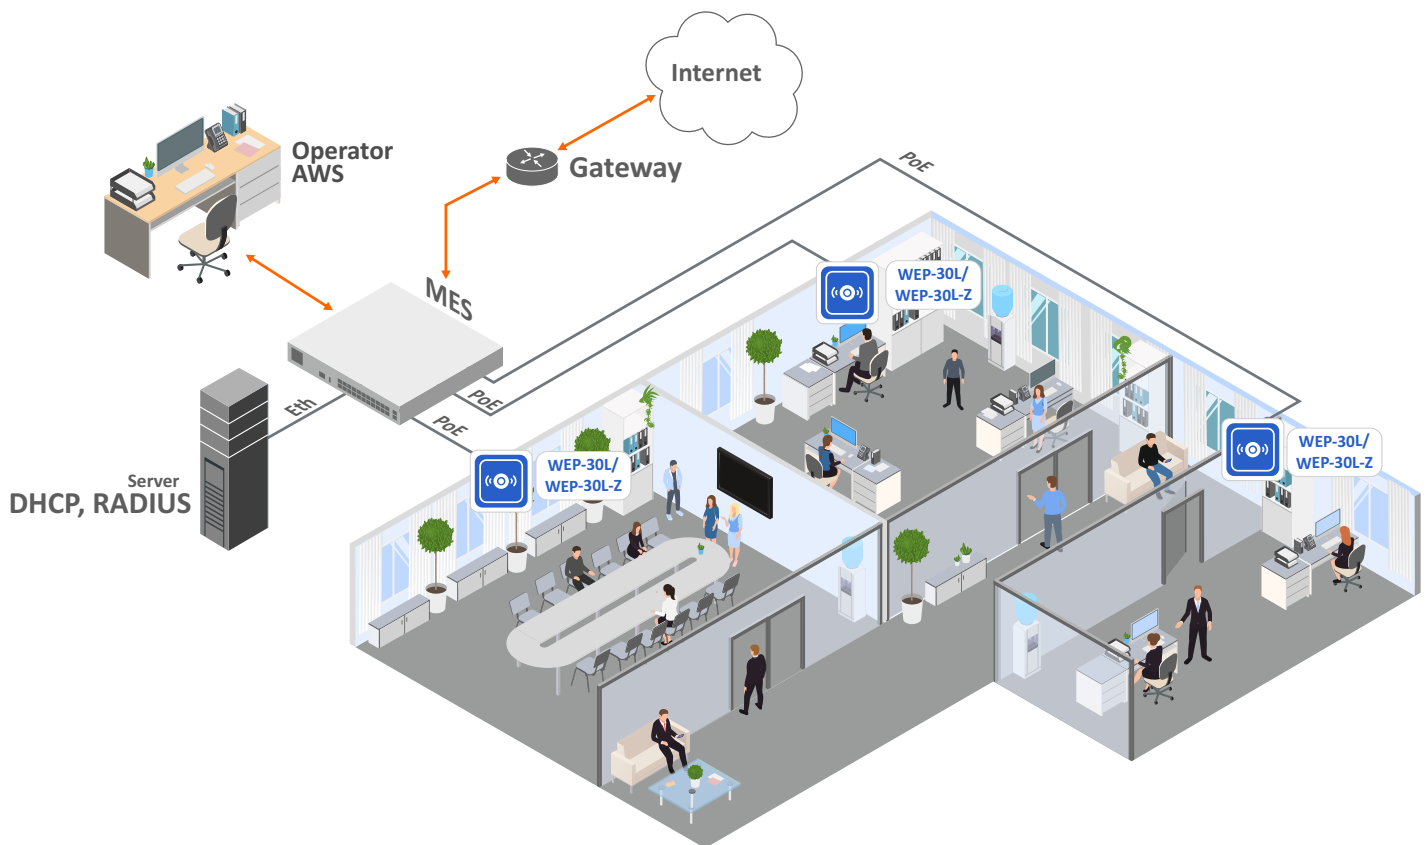 Internet
Operator
AWS
Gateway
PoE
MES
WEP-30L/
WEP-30L-Z
Eth
PoE
PoE
WEP-30L/
WEP-30L-Z
WEP-30L/
WEP-30L-Z
Server
DHCP, RADIUS